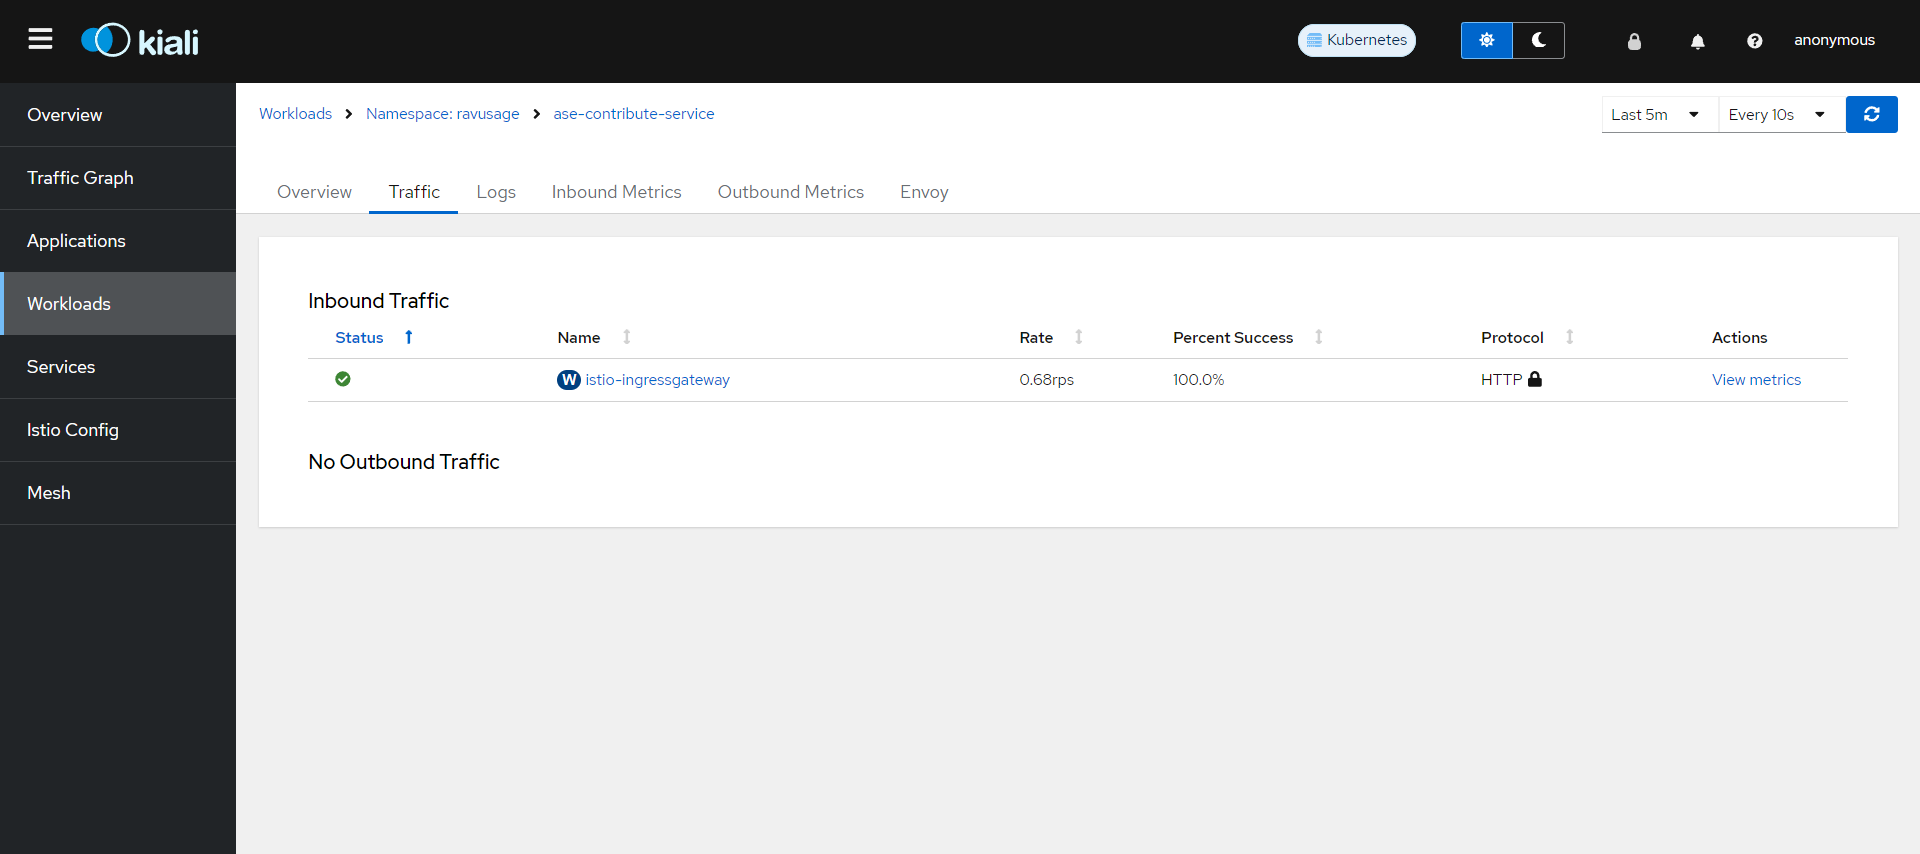 kiali
Kubernetes
anonymous
Overview
Traffic Graph
Applications
Workloads
Services
Istio Config
Mesh
Workloads Namespace: ravusage ase-contribute-service
Last 5m Every 10s
Overview Traffic Logs Inbound Metrics Outbound Metrics Envoy
Inbound Traffic
Status Name Rate Percent Success Protocol Actions
W istio-ingressgateway 0.68rps 100.0% HTTP View metrics
No Outbound Traffic